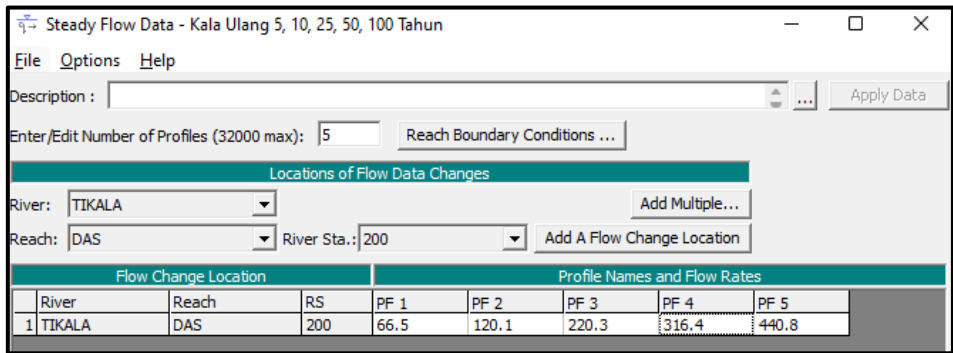 Steady Flow Data - Kala Ulang 5, 10, 25, 50, 100 Tahun
File Options Help
Description : ... Apply Data
Enter/Edit Number of Profiles (32000 max): 5 Reach Boundary Conditions ...
Locations of Flow Data Changes
River: TIKALA Add Multiple...
Reach: DAS River Sta.: 200 Add A Flow Change Location
Flow Change Location Profile Names and Flow Rates
River Reach RS PF 1 PF 2 PF 3 PF 4 PF 5
1 TIKALA DAS 200 66.5 120.1 220.3 316.4 440.8